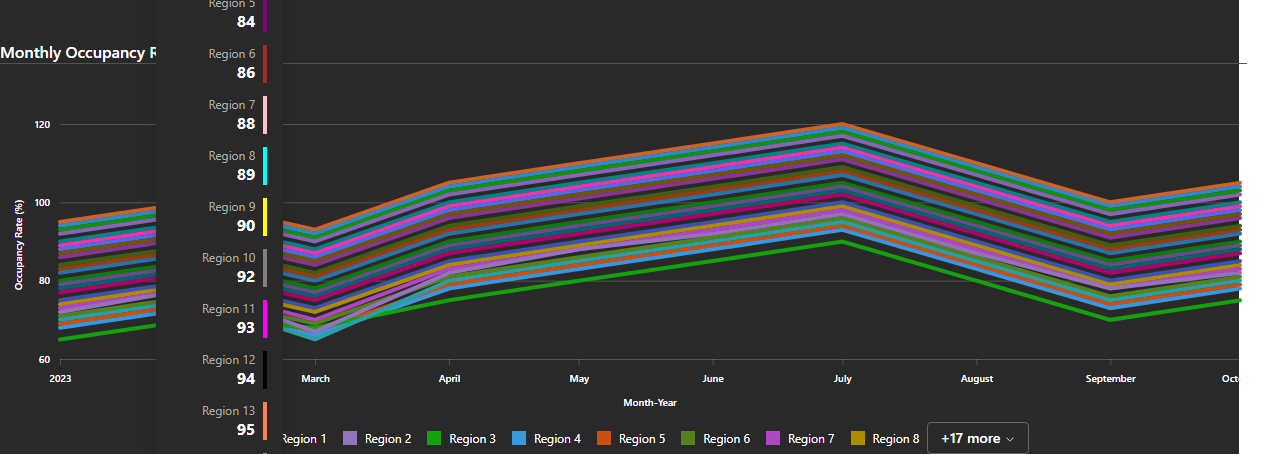 Region 5
84
Monthly Occupancy R
Region 6
86
Region 7
88
Region 8
89
Region 9
90
Region 10
92
Region 11
93
Region 12
94
Region 13
95
Occupancy Rate (%)
120
100
80
60
2023 March April May June July August September Octo
Month-Year
Region 1 Region 2 Region 3 Region 4 Region 5 Region 6 Region 7 Region 8 +17 more